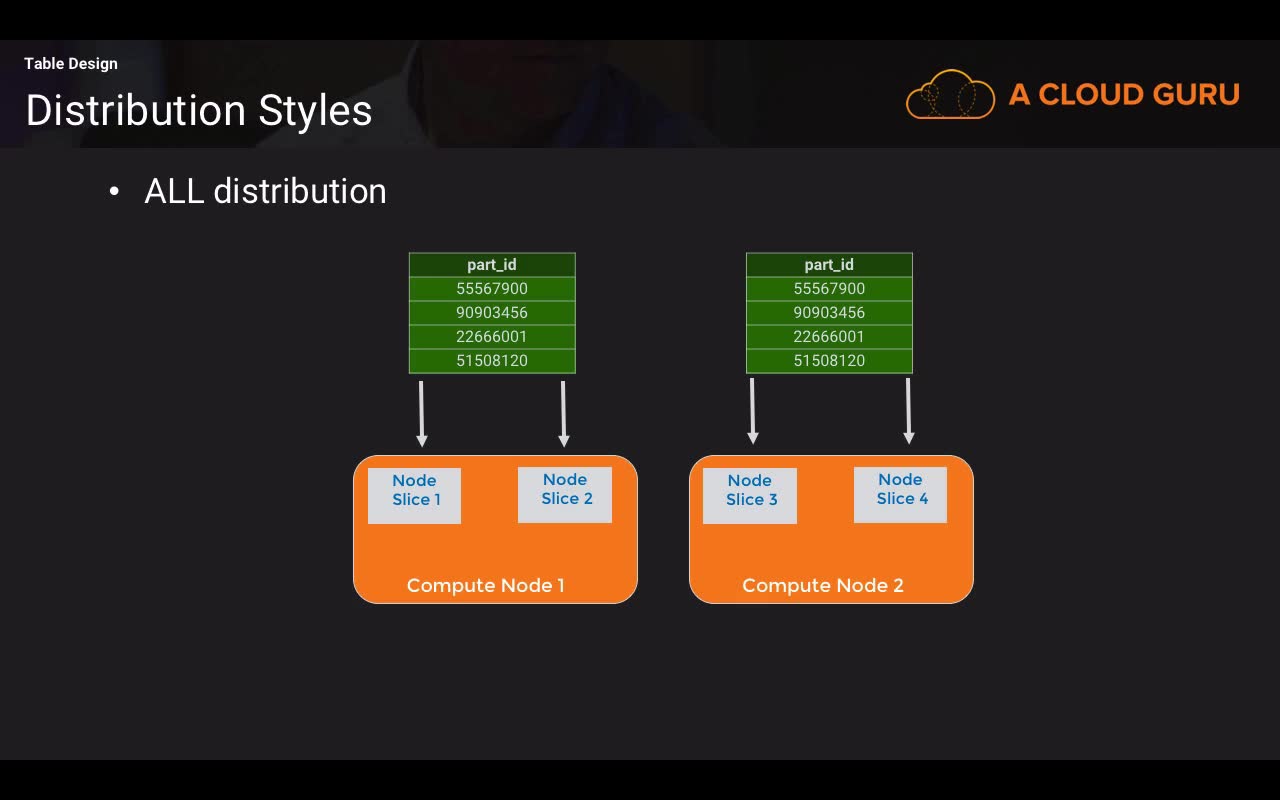 Table Design
Distribution Styles
A CLOUD GURU
• ALL distribution
part_id
55567900
90903456
22666001
51508120
part_id
55567900
90903456
22666001
51508120
Node
Slice 1
Node
Slice 2
Compute Node 1
Node
Slice 3
Node
Slice 4
Compute Node 2